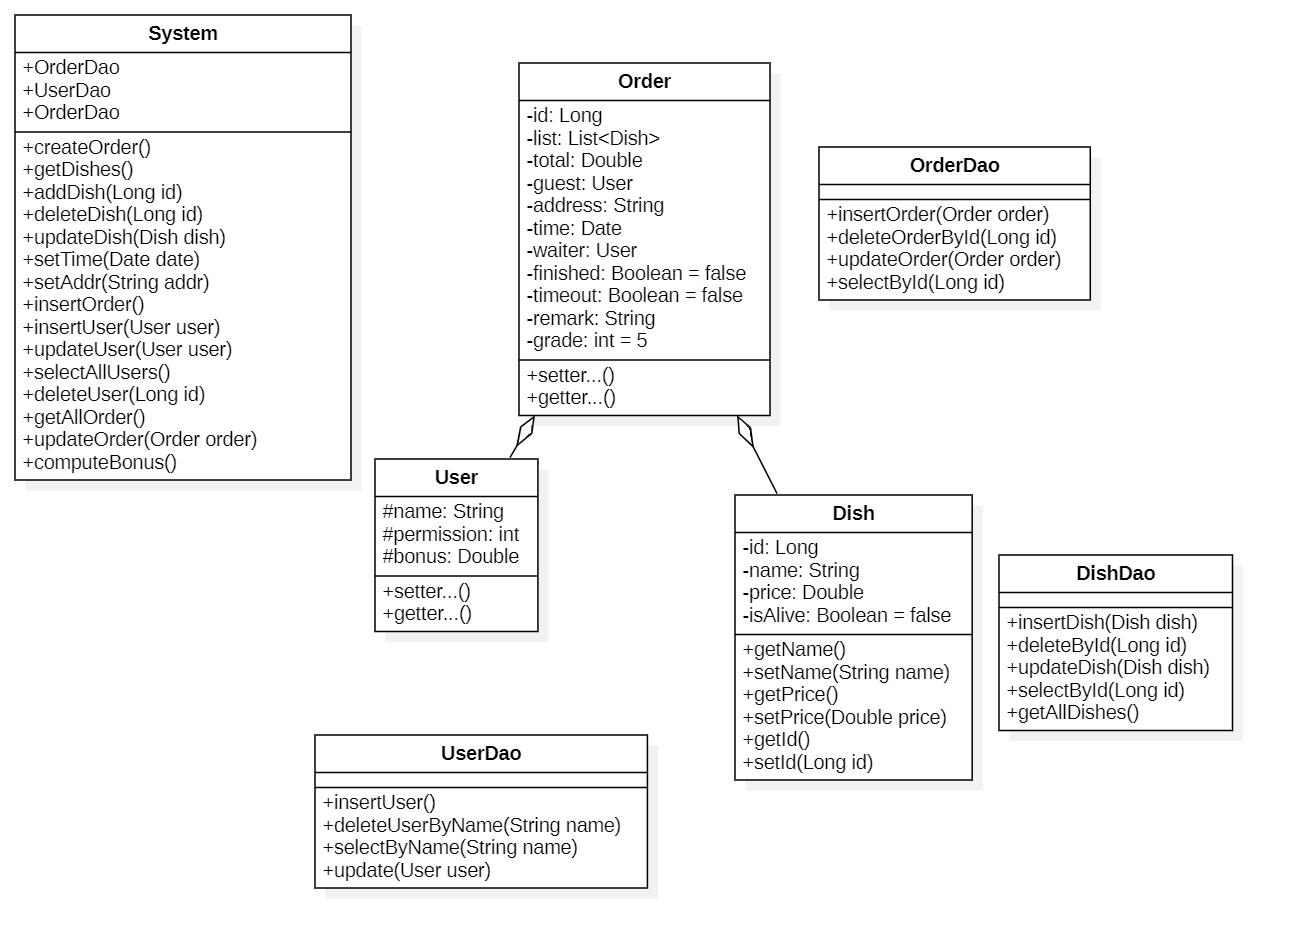 System
+OrderDao
+UserDao
+OrderDao
+createOrder()
+getDishes()
+addDish(Long id)
+deleteDish(Long id)
+updateDish(Dish dish)
+setTime(Date date)
+setAddr(String addr)
+insertOrder()
+insertUser(User user)
+updateUser(User user)
+selectAllUsers()
+deleteUser(Long id)
+getAllOrder()
+updateOrder(Order order)
+computeBonus()
Order
-id: Long
-list: List<Dish>
-total: Double
-guest: User
-address: String
-time: Date
-waiter: User
-finished: Boolean = false
-timeout: Boolean = false
-remark: String
-grade: int = 5
+setter...()
+getter...()
OrderDao
+insertOrder(Order order)
+deleteOrderById(Long id)
+updateOrder(Order order)
+selectById(Long id)
User
#name: String
#permission: int
#bonus: Double
+setter...()
+getter...()
Dish
-id: Long
-name: String
-price: Double
-isAlive: Boolean = false
+getName()
+setName(String name)
+getPrice()
+setPrice(Double price)
+getId()
+setId(Long id)
DishDao
+insertDish(Dish dish)
+deleteById(Long id)
+updateDish(Dish dish)
+selectById(Long id)
+getAllDishes()
UserDao
+insertUser()
+deleteUserByName(String name)
+selectByName(String name)
+update(User user)